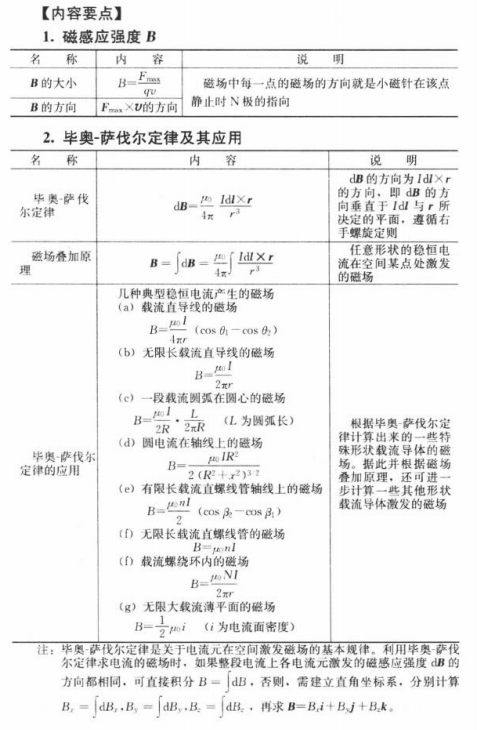 【内容要点】
1. 磁感应强度 B
名 称 内 容 说 明
B 的大小 B=F_max/qv 磁场中每一点的磁场的方向就是小磁针在该点
B 的方向 F_max×v的方向 静止时 N 极的指向
2. 毕奥-萨伐尔定律及其应用
名 称 内 容 说 明
毕奥-萨伐
尔定律
dB=μ₀/4π Idl×r/r³
dB 的方向为 Idl×r
的方向，即 dB 的方
向垂直于 Idl 与 r 所
决定的平面，遵循右
手螺旋定则
磁场叠加原
理
B=∫dB=μ₀/4π∫Idl×r/r³
任意形状的稳恒电
流在空间某点处激发
的磁场
毕奥-萨伐尔
定律的应用
几种典型稳恒电流产生的磁场
(a) 载流直导线的磁场
B=μ₀I/4πr (cos θ₁−cos θ₂)
(b) 无限长载流直导线的磁场
B=μ₀I/2πr
(c) 一段载流圆弧在圆心的磁场
B=μ₀I/2R·L/2πR (L 为圆弧长)
(d) 圆电流在轴线上的磁场
B=μ₀IR²/2(R²+x²)^3/2
(e) 有限长载流直螺线管轴线上的磁场
B=μ₀nI/2 (cos β₂−cos β₁)
(f) 无限长载流直螺线管的磁场
B=μ₀nI
(f) 载流螺绕环内的磁场
B=μ₀NI/2πr
(g) 无限大载流薄平面的磁场
B=1/2 μ₀i (i 为电流面密度)
根据毕奥-萨伐尔定
律计算出来的一些特
殊形状载流导体的磁
场。据此并根据磁场
叠加原理，还可进一
步计算一些其他形状
载流导体激发的磁场
注：毕奥-萨伐尔定律是关于电流元在空间激发磁场的基本规律。利用毕奥-萨伐
尔定律求电流的磁场时，如果整段电流上各电流元激发的磁感应强度 dB 的
方向都相同，可直接积分 B=∫dB，否则，需建立直角坐标系，分别计算
Bₓ=∫dBₓ,B_y=∫dB_y,B_z=∫dB_z，再求 B=Bₓi+B_yj+B_zk。